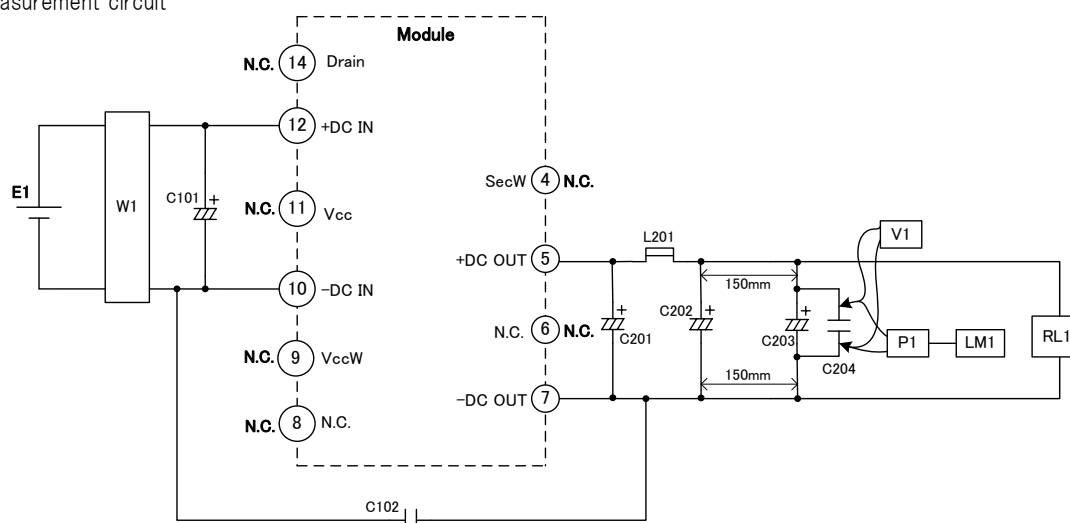 asurement circuit
Module
N.C. 14 Drain
12 +DC IN
E1
W1
C101 +
N.C. 11 Vcc
10 -DC IN
N.C. 9 VccW
N.C. 8 N.C.
SecW 4 N.C.
+DC OUT 5
L201
N.C. 6 N.C.
-DC OUT 7
+
C201
C202 +
150mm
150mm
+
C203
C204
V1
P1
LM1
RL1
C102